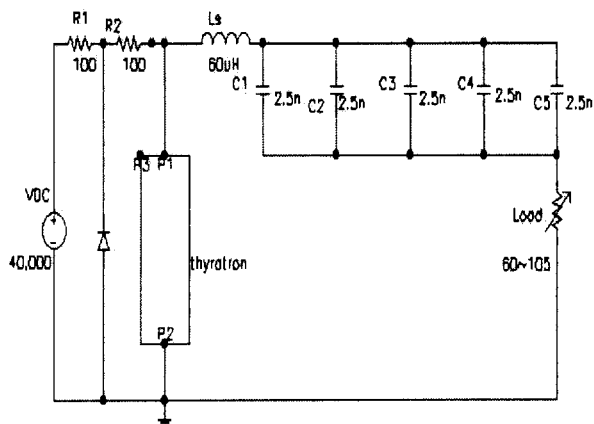 R1
R2
Ls
100
100
60uH
C1
2.5n
C2
2.5n
C3
2.5n
C4
2.5n
C5
2.5n
P3
P1
VDC
+
-
40,000
thyratron
Load
60~105
P2